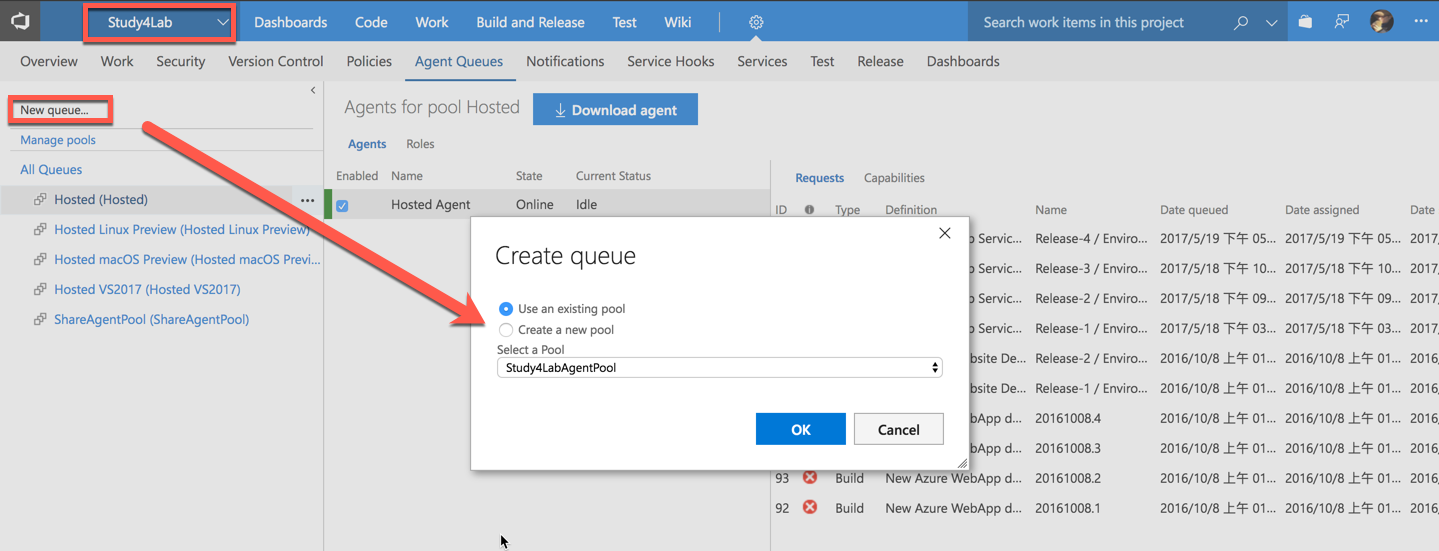 Study4Lab Dashboards Code Work Build and Release Test Wiki Search work items in this project
Overview Work Security Version Control Policies Agent Queues Notifications Service Hooks Services Test Release Dashboards
New queue...
Manage pools
All Queues
Hosted (Hosted)
Hosted Linux Preview (Hosted Linux Preview)
Hosted macOS Preview (Hosted macOS Previ...
Hosted VS2017 (Hosted VS2017)
ShareAgentPool (ShareAgentPool)
Agents for pool Hosted Download agent
Agents Roles
Enabled Name State Current Status
Hosted Agent Online Idle
Create queue
Use an existing pool
Create a new pool
Select a Pool
Study4LabAgentPool
OK Cancel
Requests Capabilities
ID Type Definition Name Date queued Date assigned Date
Servic... Release-4 / Enviro... 2017/5/19 下午 05... 2017/5/19 下午 05... 2017/
Servic... Release-3 / Enviro... 2017/5/18 下午 10... 2017/5/18 下午 10... 2017/
Servic... Release-2 / Enviro... 2017/5/18 下午 09... 2017/5/18 下午 09... 2017/
Servic... Release-1 / Enviro... 2017/5/18 下午 03... 2017/5/18 下午 03... 2017/
bsite De... Release-2 / Enviro... 2016/10/8 上午 01... 2016/10/8 上午 01... 2016/
bsite De... Release-1 / Enviro... 2016/10/8 上午 01... 2016/10/8 上午 01... 2016/
WebApp d... 20161008.4 2016/10/8 上午 01... 2016/10/8 上午 01... 2016/
WebApp d... 20161008.3 2016/10/8 上午 01... 2016/10/8 上午 01... 2016/
93 Build New Azure WebApp d... 20161008.2 2016/10/8 上午 01... 2016/10/8 上午 01... 2016/
92 Build New Azure WebApp d... 20161008.1 2016/10/8 上午 01... 2016/10/8 上午 01... 2016/